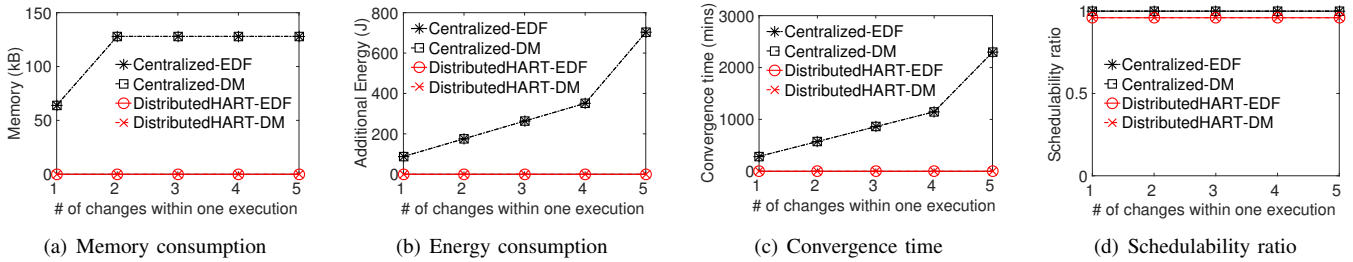 150
100
50
0
Memory (kB)
Centralized-EDF
Centralized-DM
DistributedHART-EDF
DistributedHART-DM
1 2 3 4 5
# of changes within one execution
(a) Memory consumption
800
600
400
200
0
Additional Energy (J)
Centralized-EDF
Centralized-DM
DistributedHART-EDF
DistributedHART-DM
1 2 3 4 5
# of changes within one execution
(b) Energy consumption
3000
2000
1000
0
Convergence time (mins)
Centralized-EDF
Centralized-DM
DistributedHART-EDF
DistributedHART-DM
1 2 3 4 5
# of changes within one execution
(c) Convergence time
1
0.5
0
Schedulability ratio
Centralized-EDF
Centralized-DM
DistributedHART-EDF
DistributedHART-DM
1 2 3 4 5
# of changes within one execution
(d) Schedulability ratio